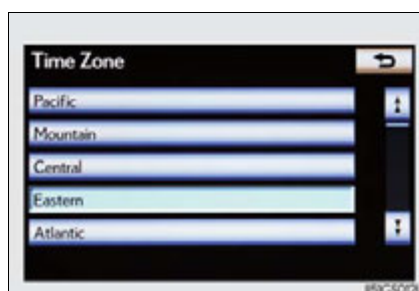 Time Zone
Pacific
Mountain
Central
Eastern
Atlantic